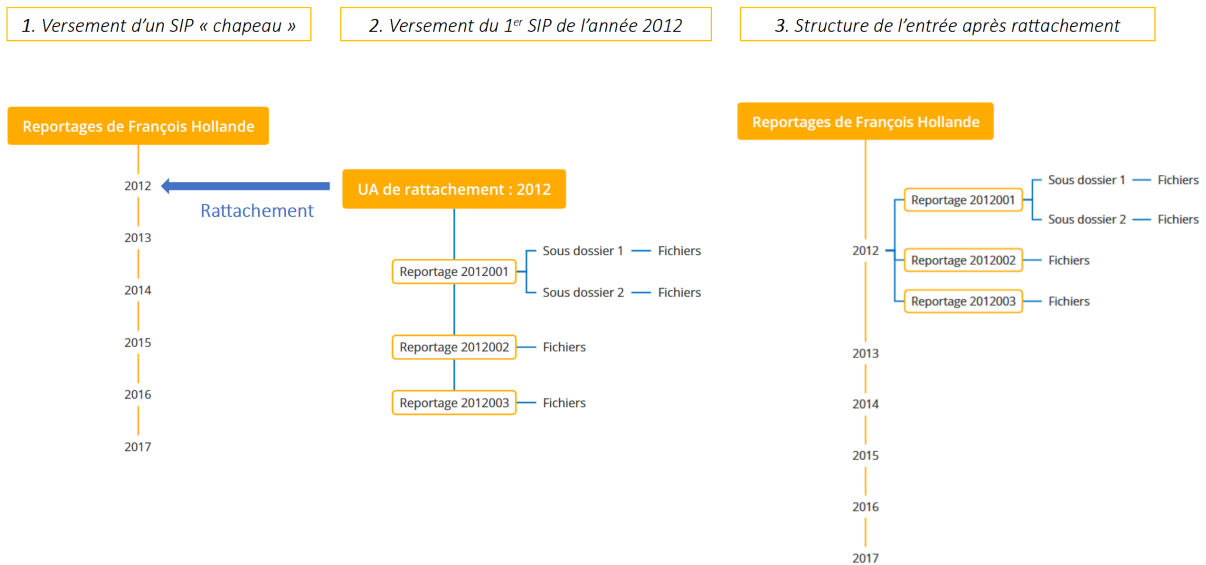 1. Versement d’un SIP « chapeau »
2. Versement du 1er SIP de l’année 2012
3. Structure de l’entrée après rattachement
Reportages de François Hollande
2012
2013
2014
2015
2016
2017
Rattachement
UA de rattachement : 2012
Reportage 2012001
Sous dossier 1
Fichiers
Sous dossier 2
Fichiers
Reportage 2012002
Fichiers
Reportage 2012003
Fichiers
Reportages de François Hollande
2012
Reportage 2012001
Sous dossier 1
Fichiers
Sous dossier 2
Fichiers
Reportage 2012002
Fichiers
Reportage 2012003
Fichiers
2013
2014
2015
2016
2017